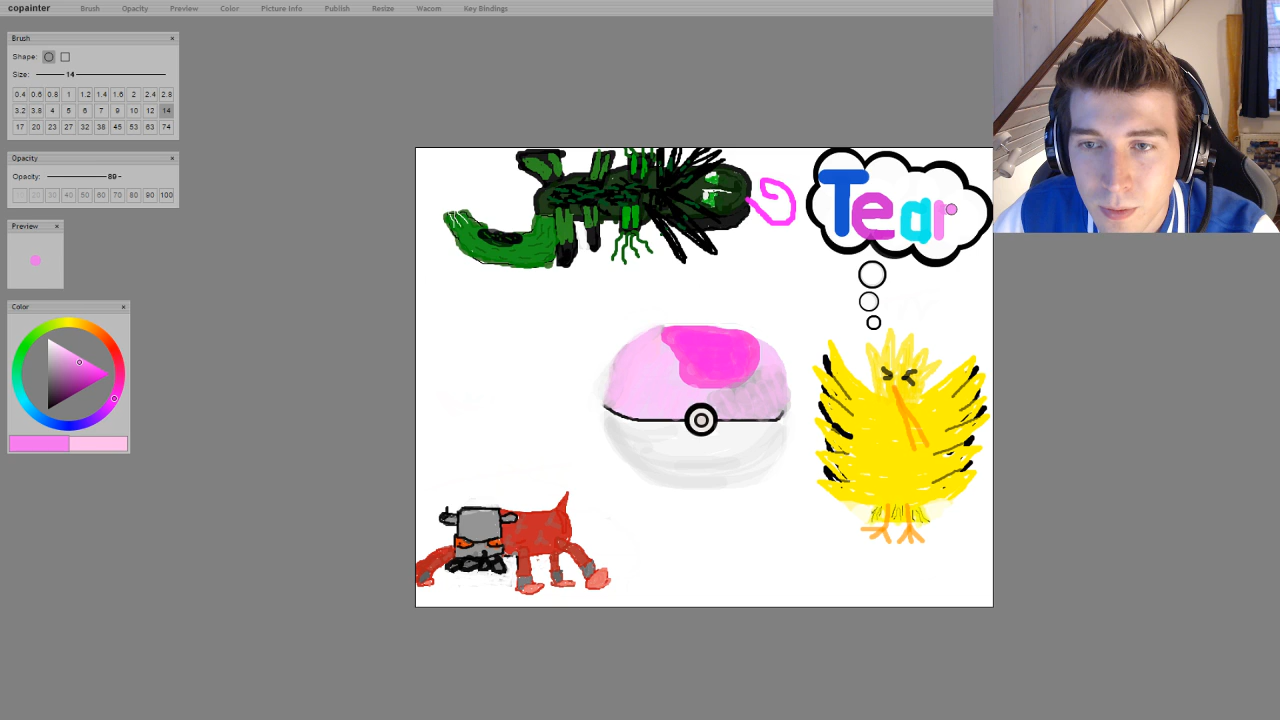 copainter Brush Opacity Preview Color Picture Info Publish Resize Wacom Key Bindings
Brush ×
Shape:
Size: 14
0.4 0.6 0.8 1 1.2 1.4 1.6 2 2.4 2.8
3.2 3.8 4 5 6 7 9 10 12 14
17 20 23 27 32 38 45 53 63 74
Opacity ×
Opacity: 89
20 30 40 50 60 70 80 90 100
Preview ×
Color ×
Tear